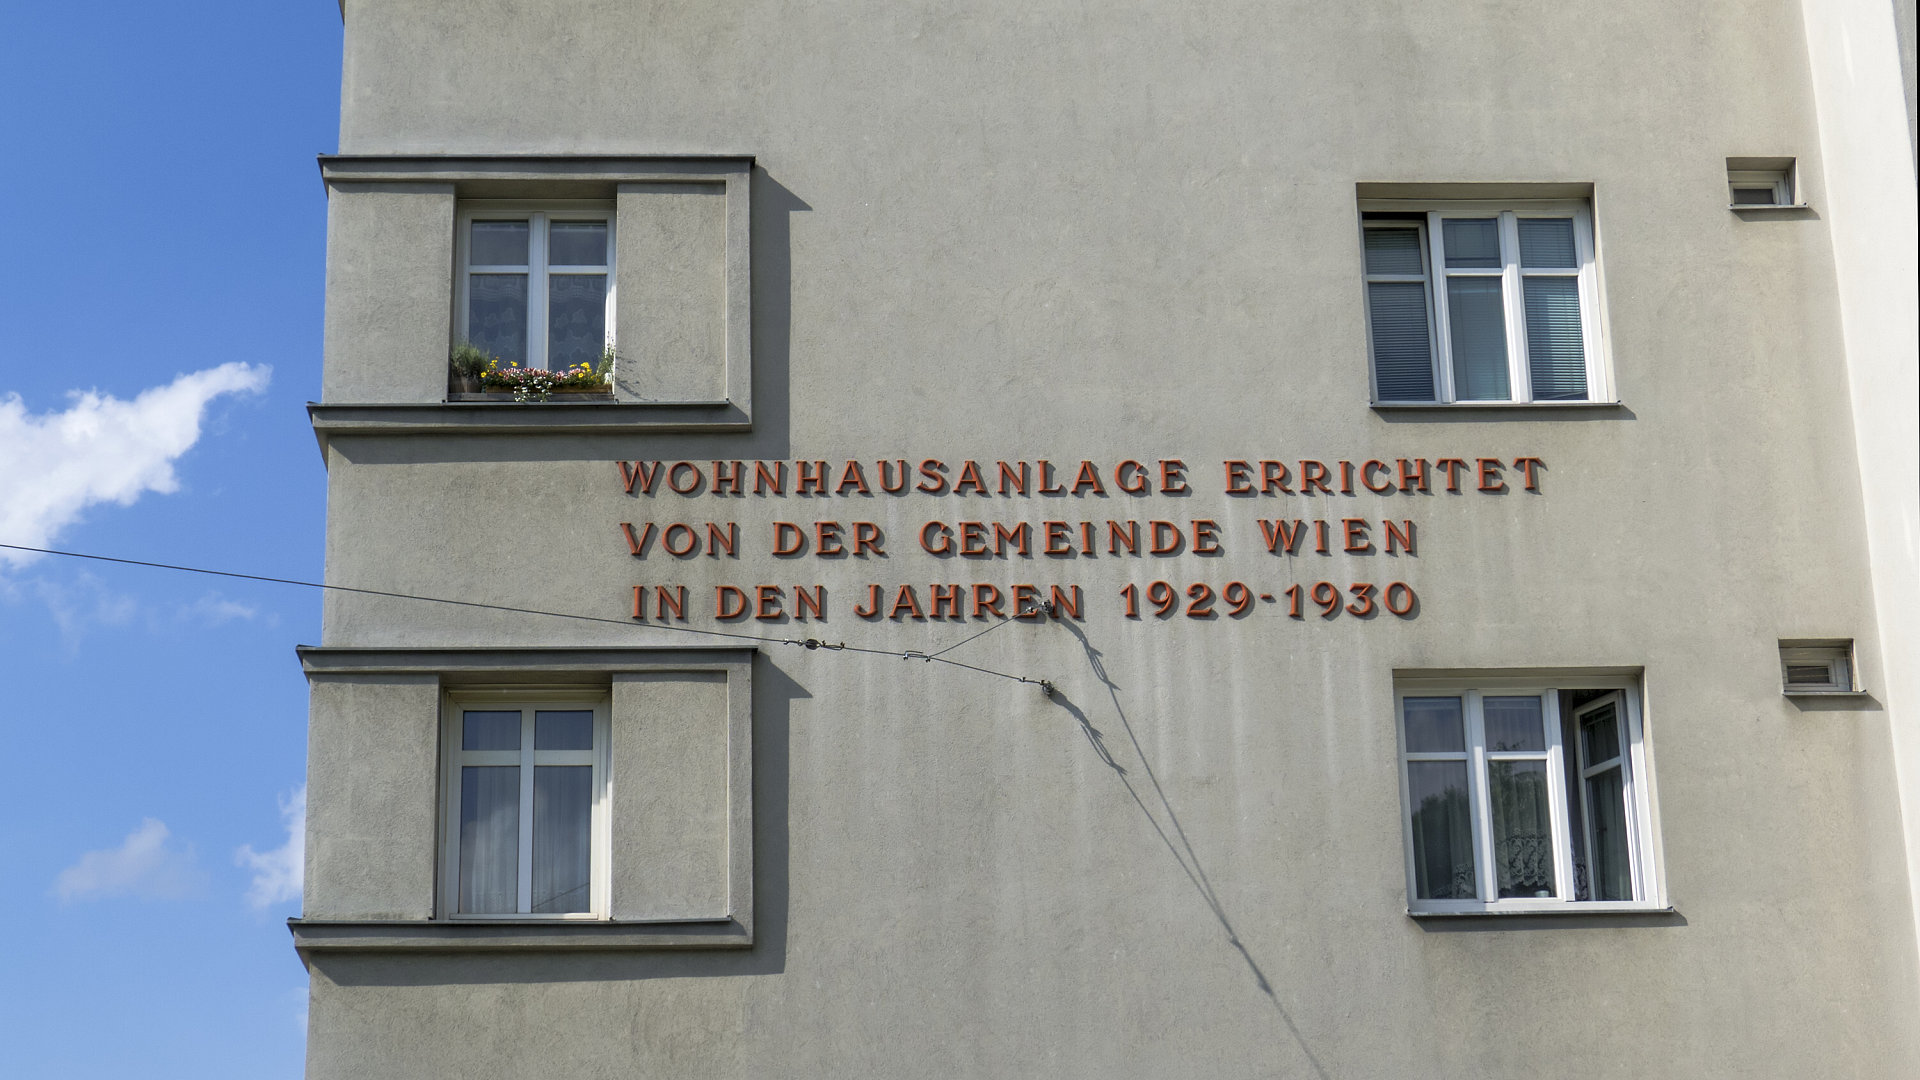 WOHNHAUSANLAGE ERRICHTET
VON DER GEMEINDE WIEN
IN DEN JAHREN 1929-1930